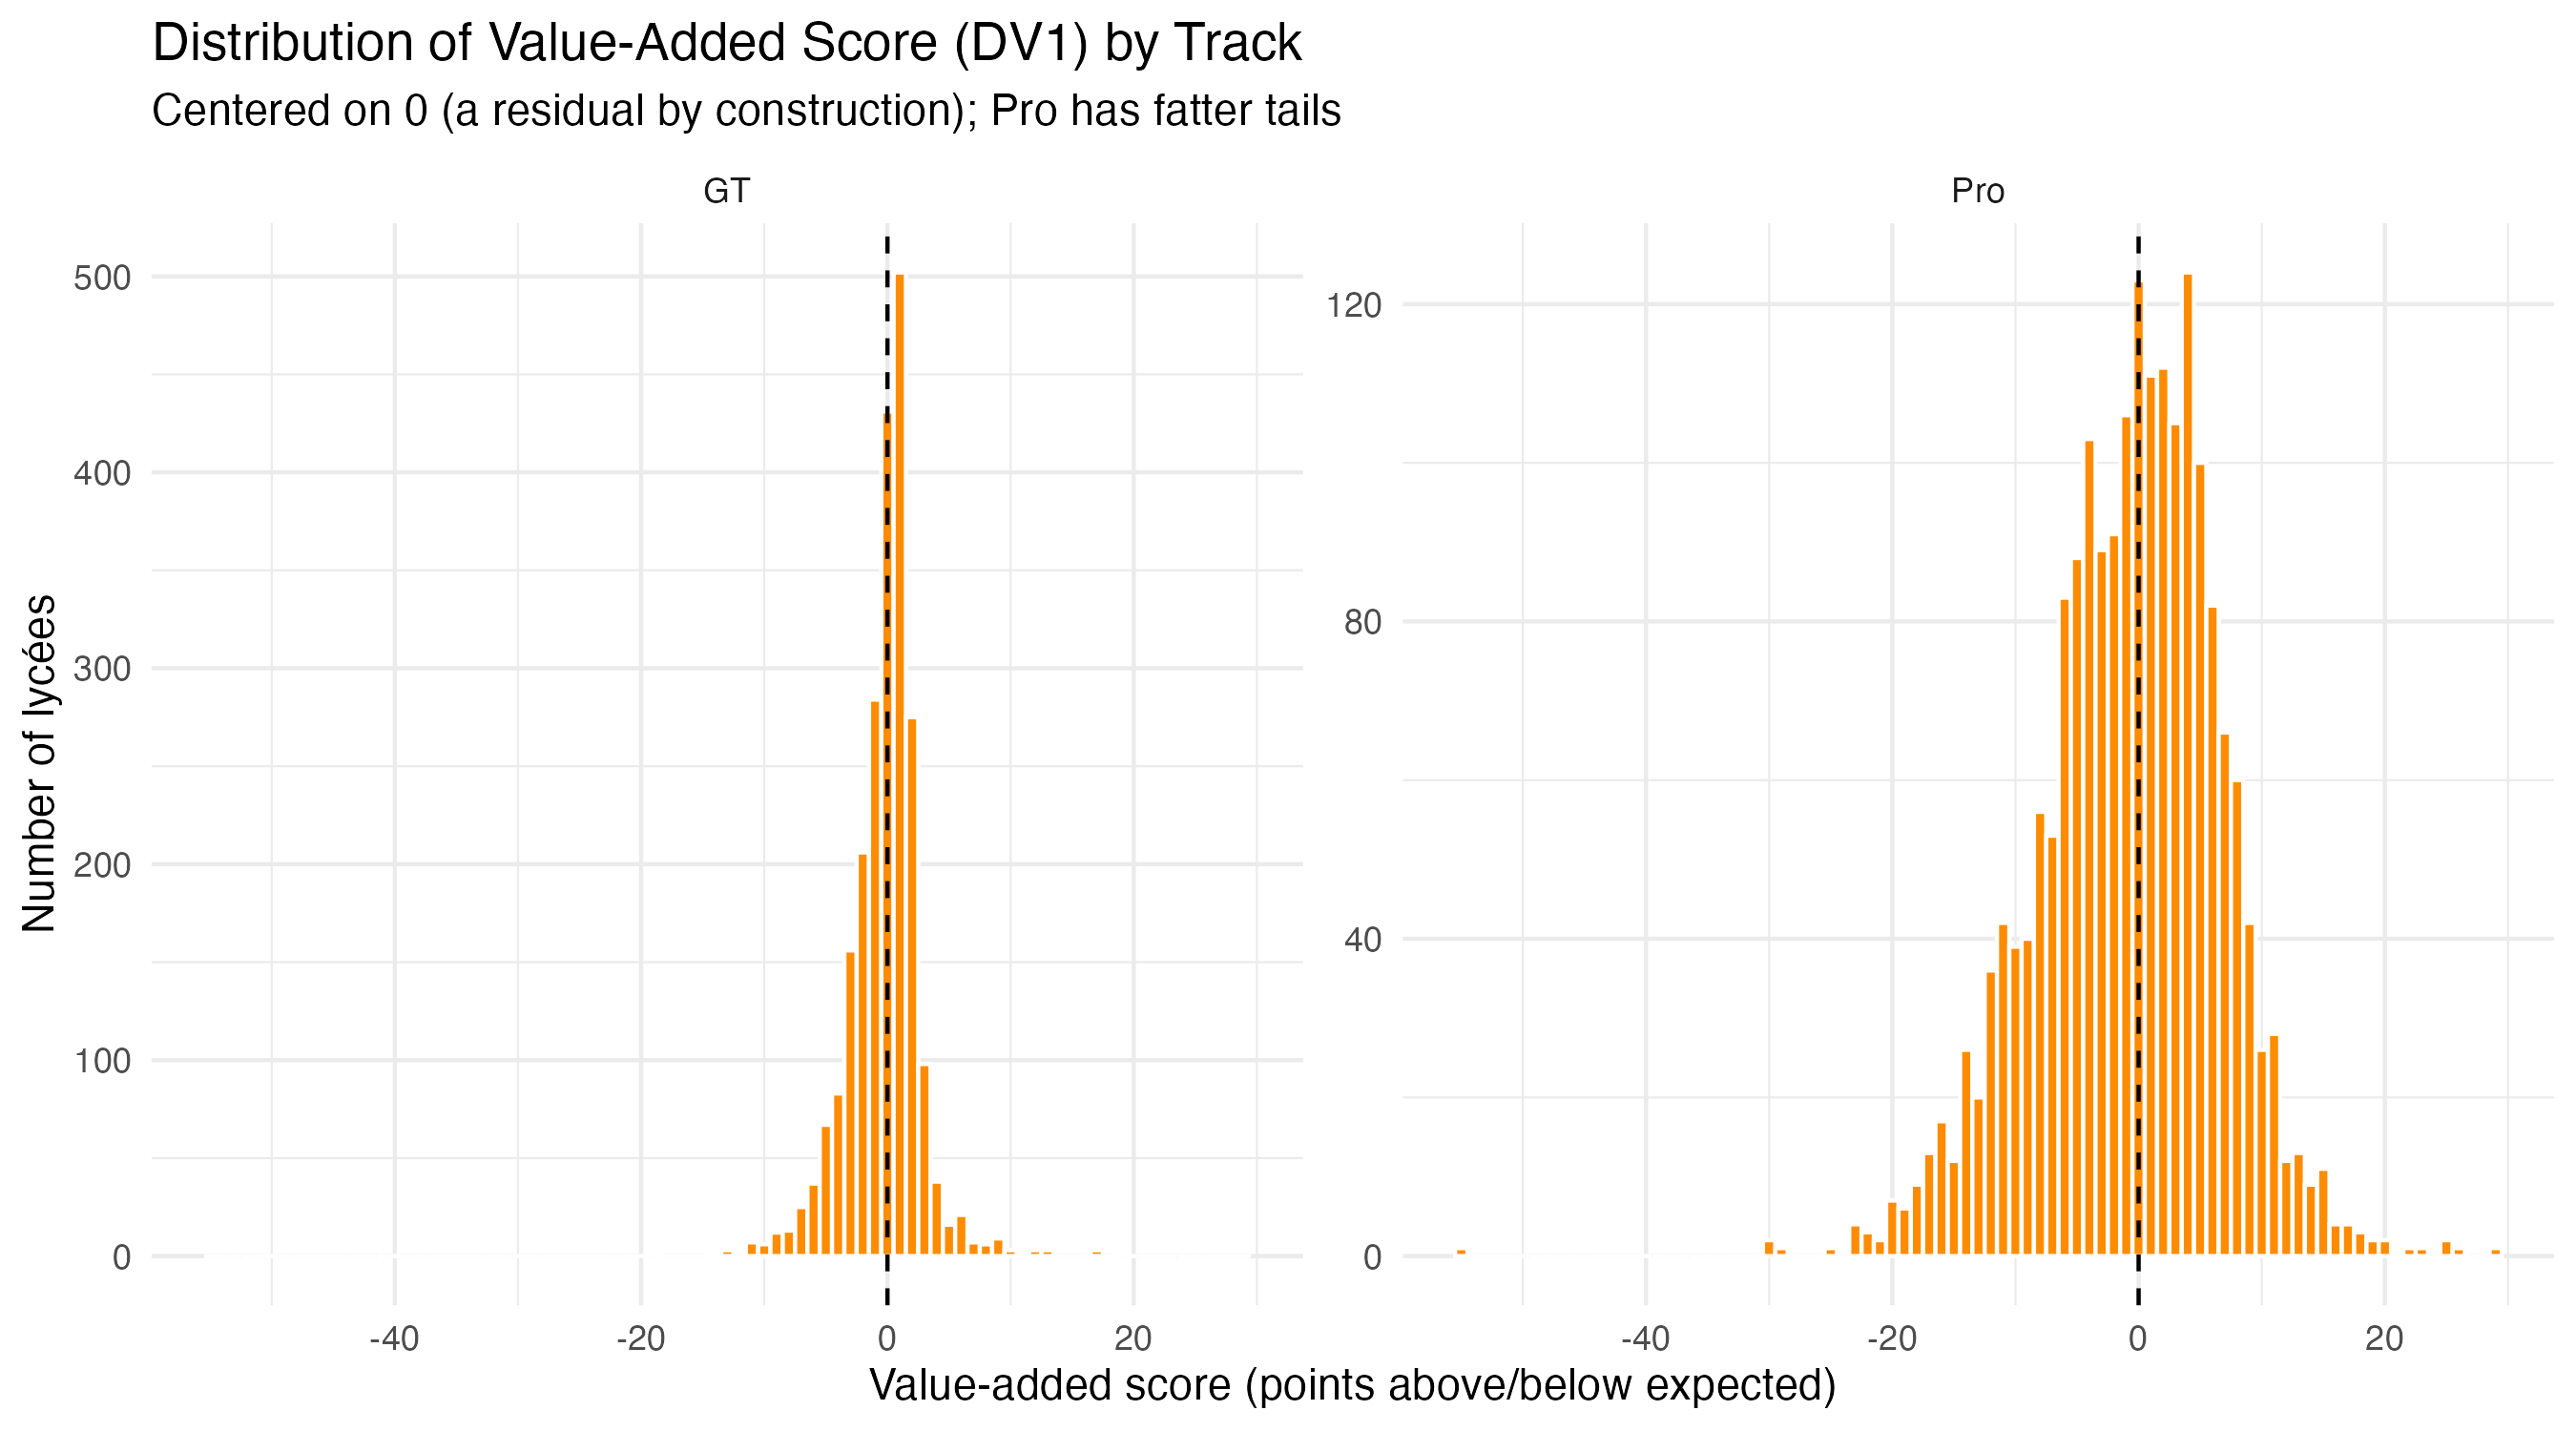 Distribution of Value-Added Score (DV1) by Track
Centered on 0 (a residual by construction); Pro has fatter tails
GT
Pro
Number of lycées
500
400
300
200
100
0
120
80
40
0
-40 -20 0 20
-40 -20 0 20
Value-added score (points above/below expected)